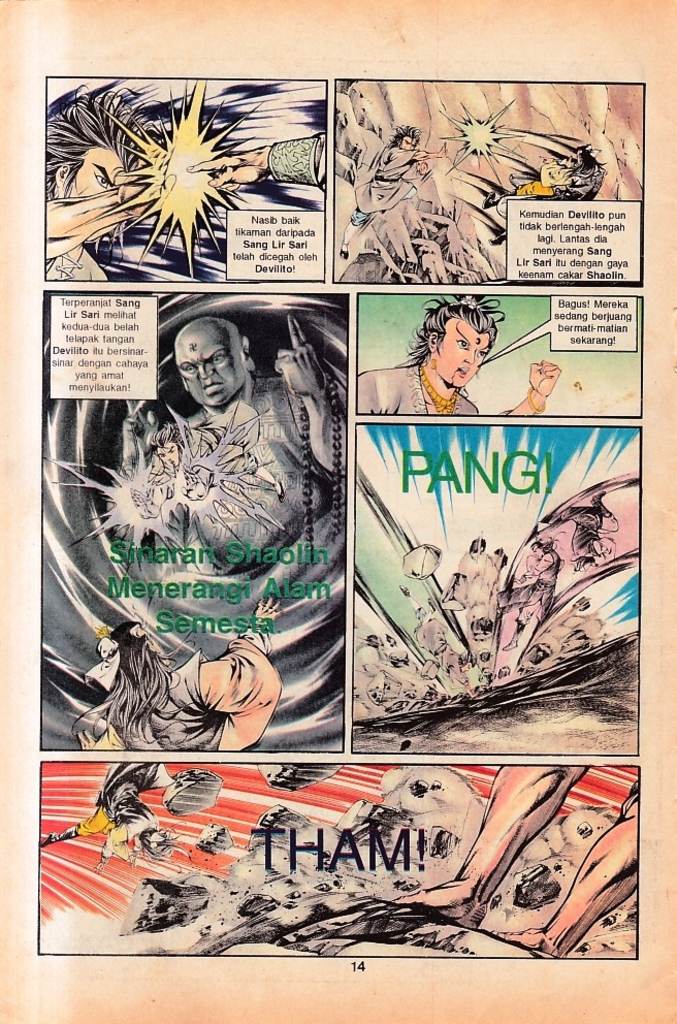 Nasib baik
tikaman daripada
Sang Lir Sari
telah dicegah oleh
Devilito!
Kemudian Devilito pun
tidak berlengah-lengah
lagi. Lantas dia
menyerang Sang
Lir Sari itu dengan gaya
keenam cakar Shaolin.
Terperanjat Sang
Lir Sari melihat
kedua-dua belah
telapak tangan
Devilito itu bersinar-
sinar dengan cahaya
yang amat
menyilaukan!
Sinaran Shaolin
Menerangi Alam
Semesta.
Bagus! Mereka
sedang berjuang
bermati-matian
sekarang!
PANG!
THAM!
14